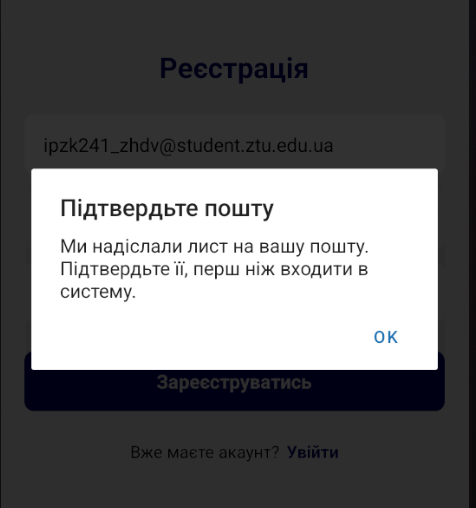 Реєстрація
ipzk241_zhdv@student.ztu.edu.ua
Підтвердьте пошту
Ми надіслали лист на вашу пошту.
Підтвердьте її, перш ніж входити в
систему.
OK
Зареєструватись
Вже маєте акаунт? Увійти